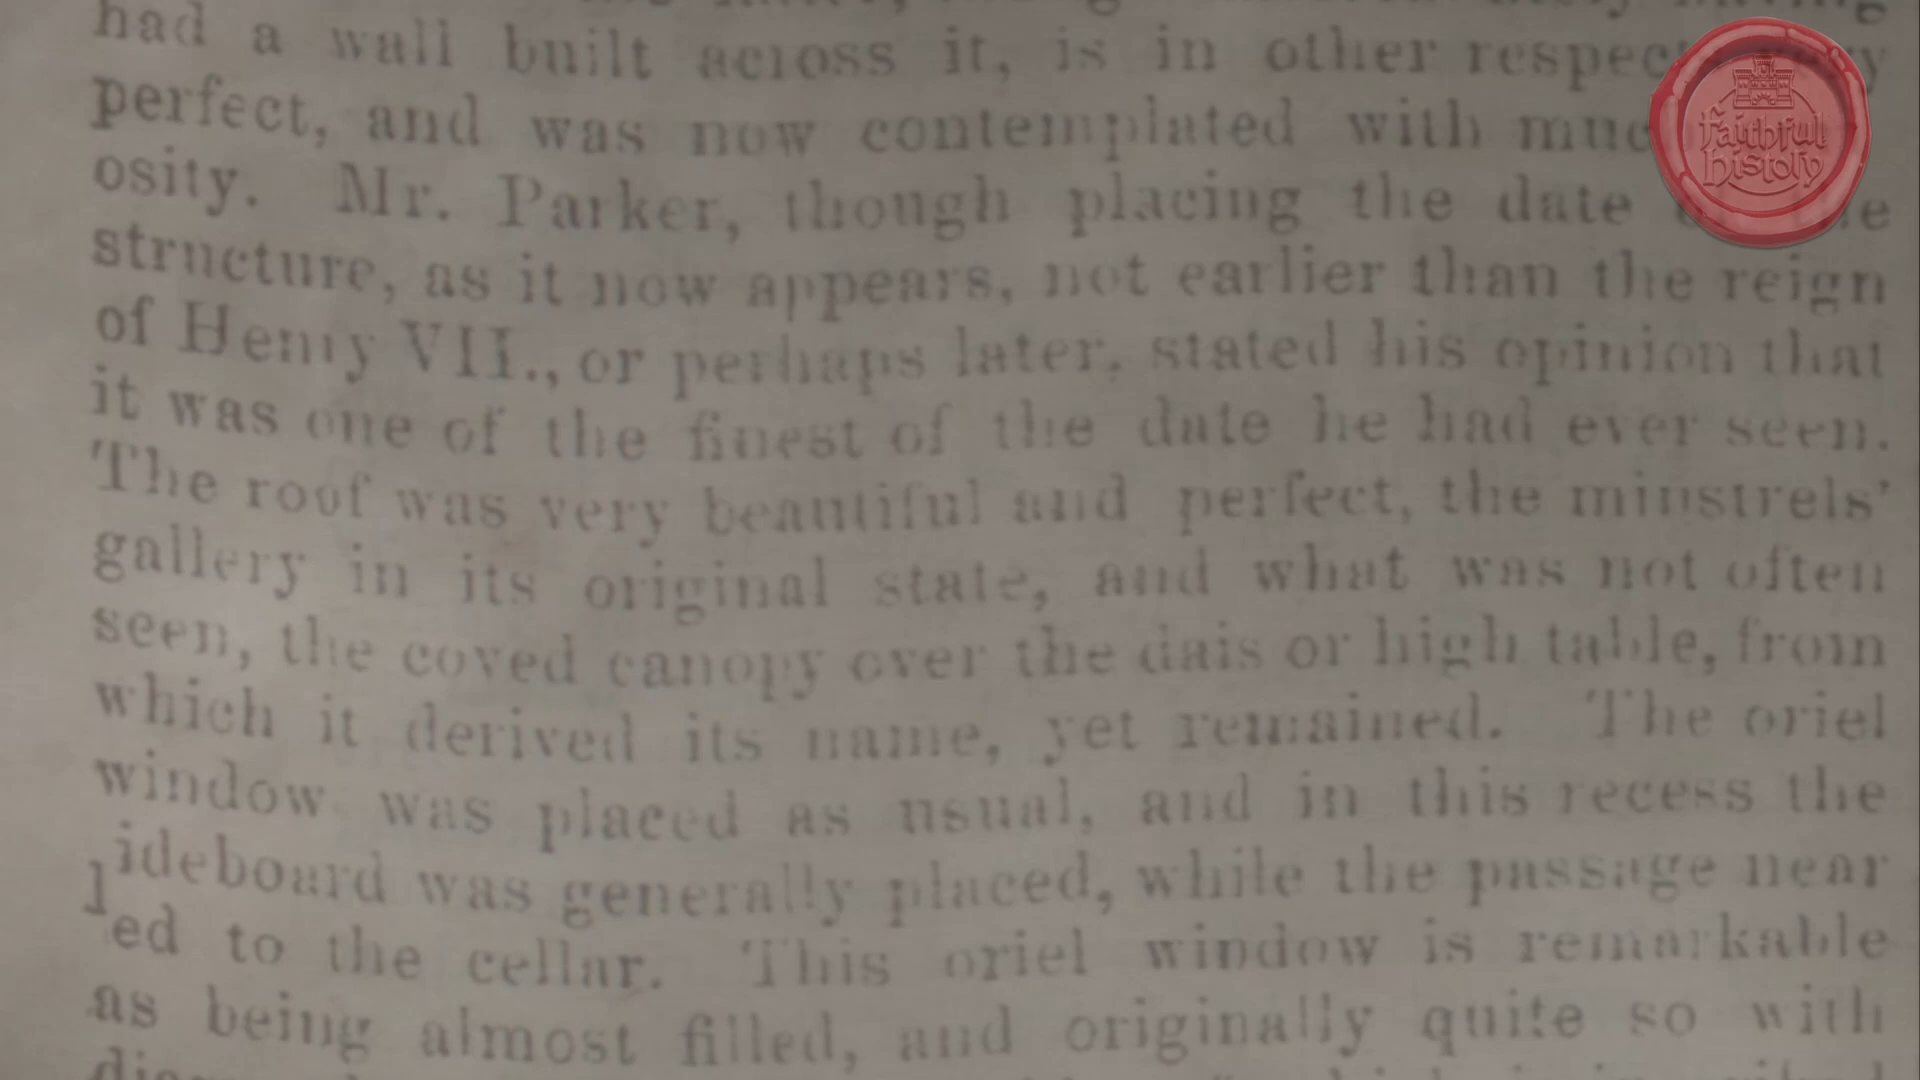 had a wall built across it, is in other respec y
perfect, and was now contemplated with muc
osity. Mr. Parker, though placing the date e
structure, as it now appears, not earlier than the reign
of Henry VII., or perhaps later, stated his opinion that
it was one of the finest of the date he had ever seen.
The roof was very beautiful and perfect, the minstrels'
gallery in its original state, and what was not often
seen, the coved canopy over the dais or high table, from
which it derived its name, yet remained. The oriel
window was placed as usual, and in this recess the
ideboard was generally placed, while the passage near
led to the cellar. This oriel window is remarkable
as being almost filled, and originally quite so with
Faithful
History